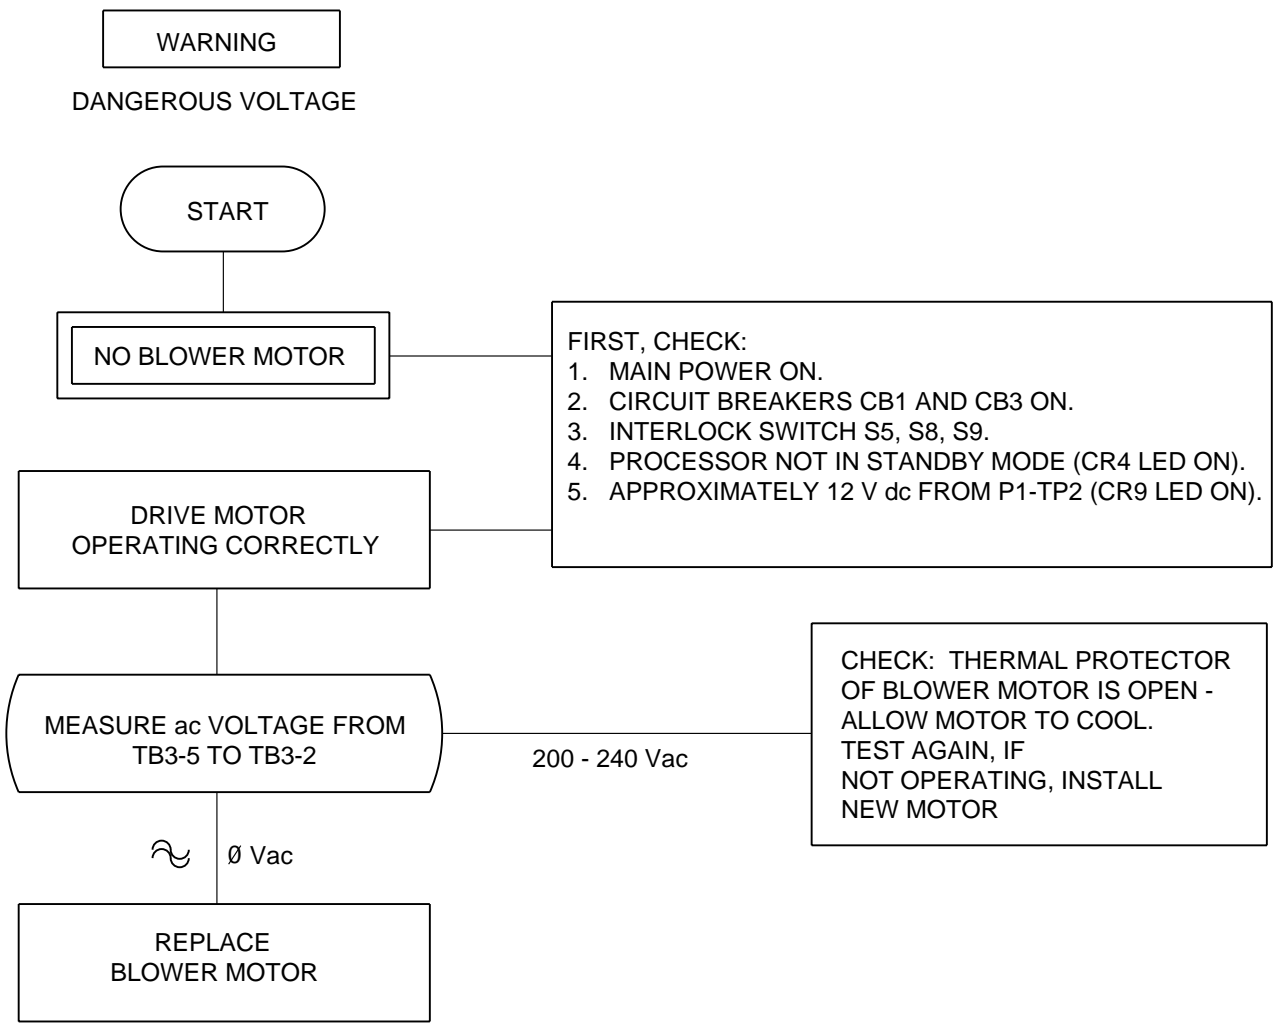 WARNING
DANGEROUS VOLTAGE
START
NO BLOWER MOTOR
FIRST, CHECK:
1. MAIN POWER ON.
2. CIRCUIT BREAKERS CB1 AND CB3 ON.
3. INTERLOCK SWITCH S5, S8, S9.
4. PROCESSOR NOT IN STANDBY MODE (CR4 LED ON).
5. APPROXIMATELY 12 V dc FROM P1-TP2 (CR9 LED ON).
DRIVE MOTOR
OPERATING CORRECTLY
MEASURE ac VOLTAGE FROM
TB3-5 TO TB3-2
200 - 240 Vac
CHECK: THERMAL PROTECTOR
OF BLOWER MOTOR IS OPEN -
ALLOW MOTOR TO COOL.
TEST AGAIN, IF
NOT OPERATING, INSTALL
NEW MOTOR
≈ Ø Vac
REPLACE
BLOWER MOTOR